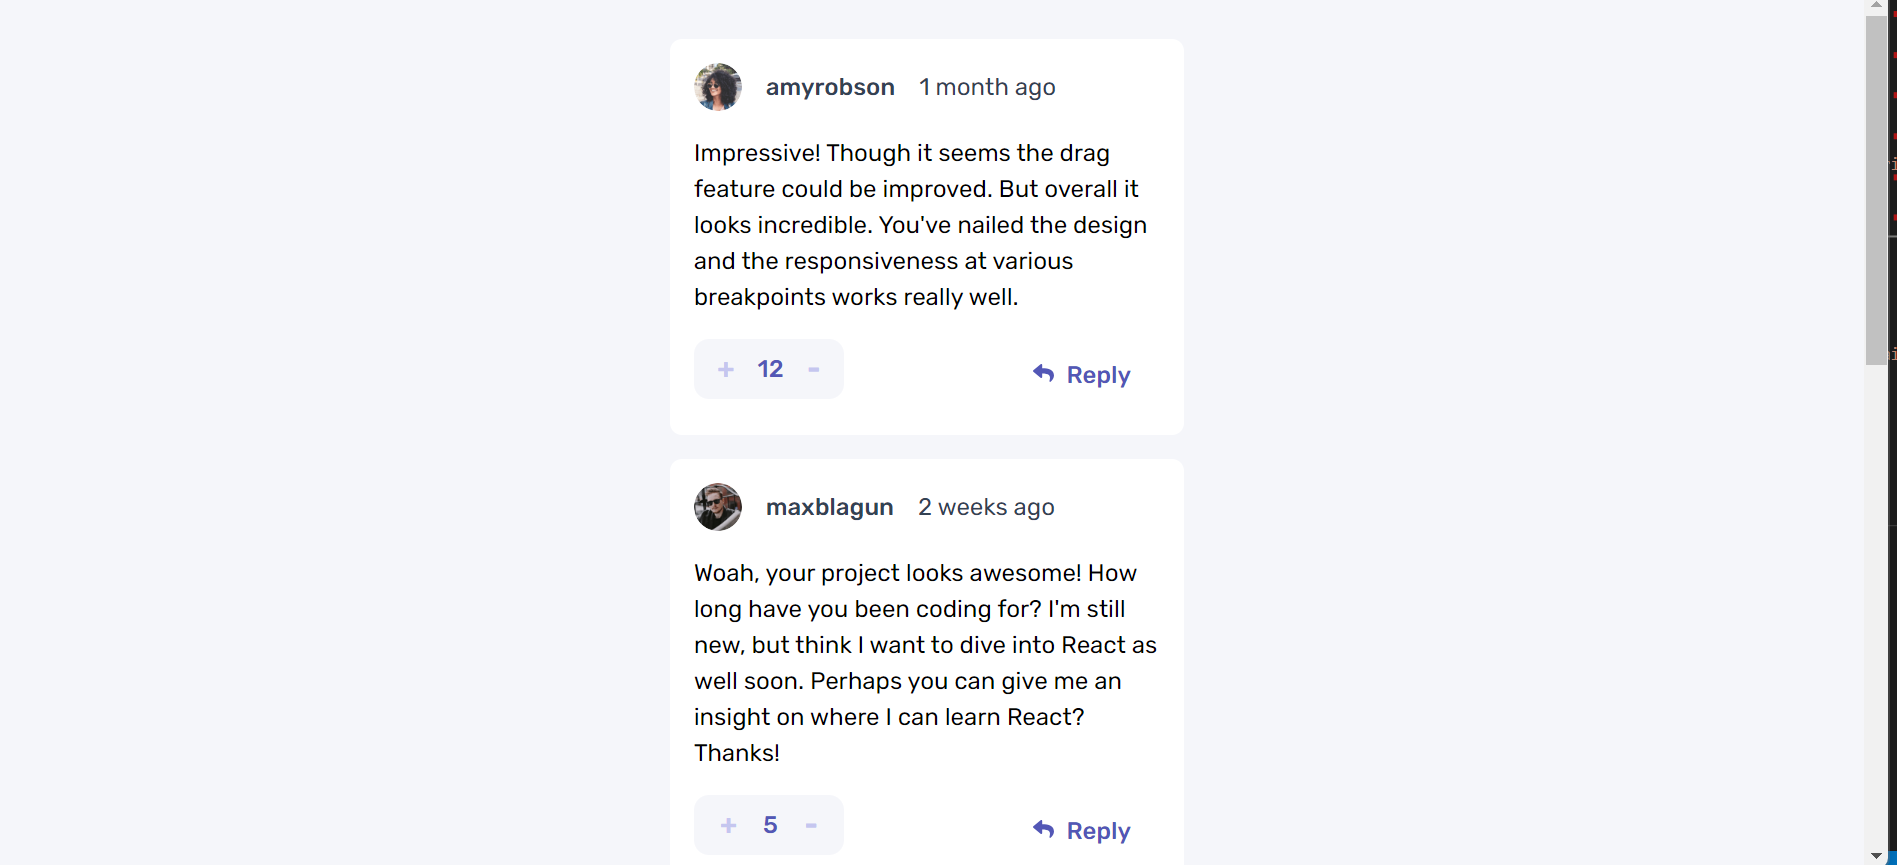 amyrobson 1 month ago
Impressive! Though it seems the drag
feature could be improved. But overall it
looks incredible. You've nailed the design
and the responsiveness at various
breakpoints works really well.
+ 12 -
Reply
maxblagun 2 weeks ago
Woah, your project looks awesome! How
long have you been coding for? I'm still
new, but think I want to dive into React as
well soon. Perhaps you can give me an
insight on where I can learn React?
Thanks!
+ 5 -
Reply